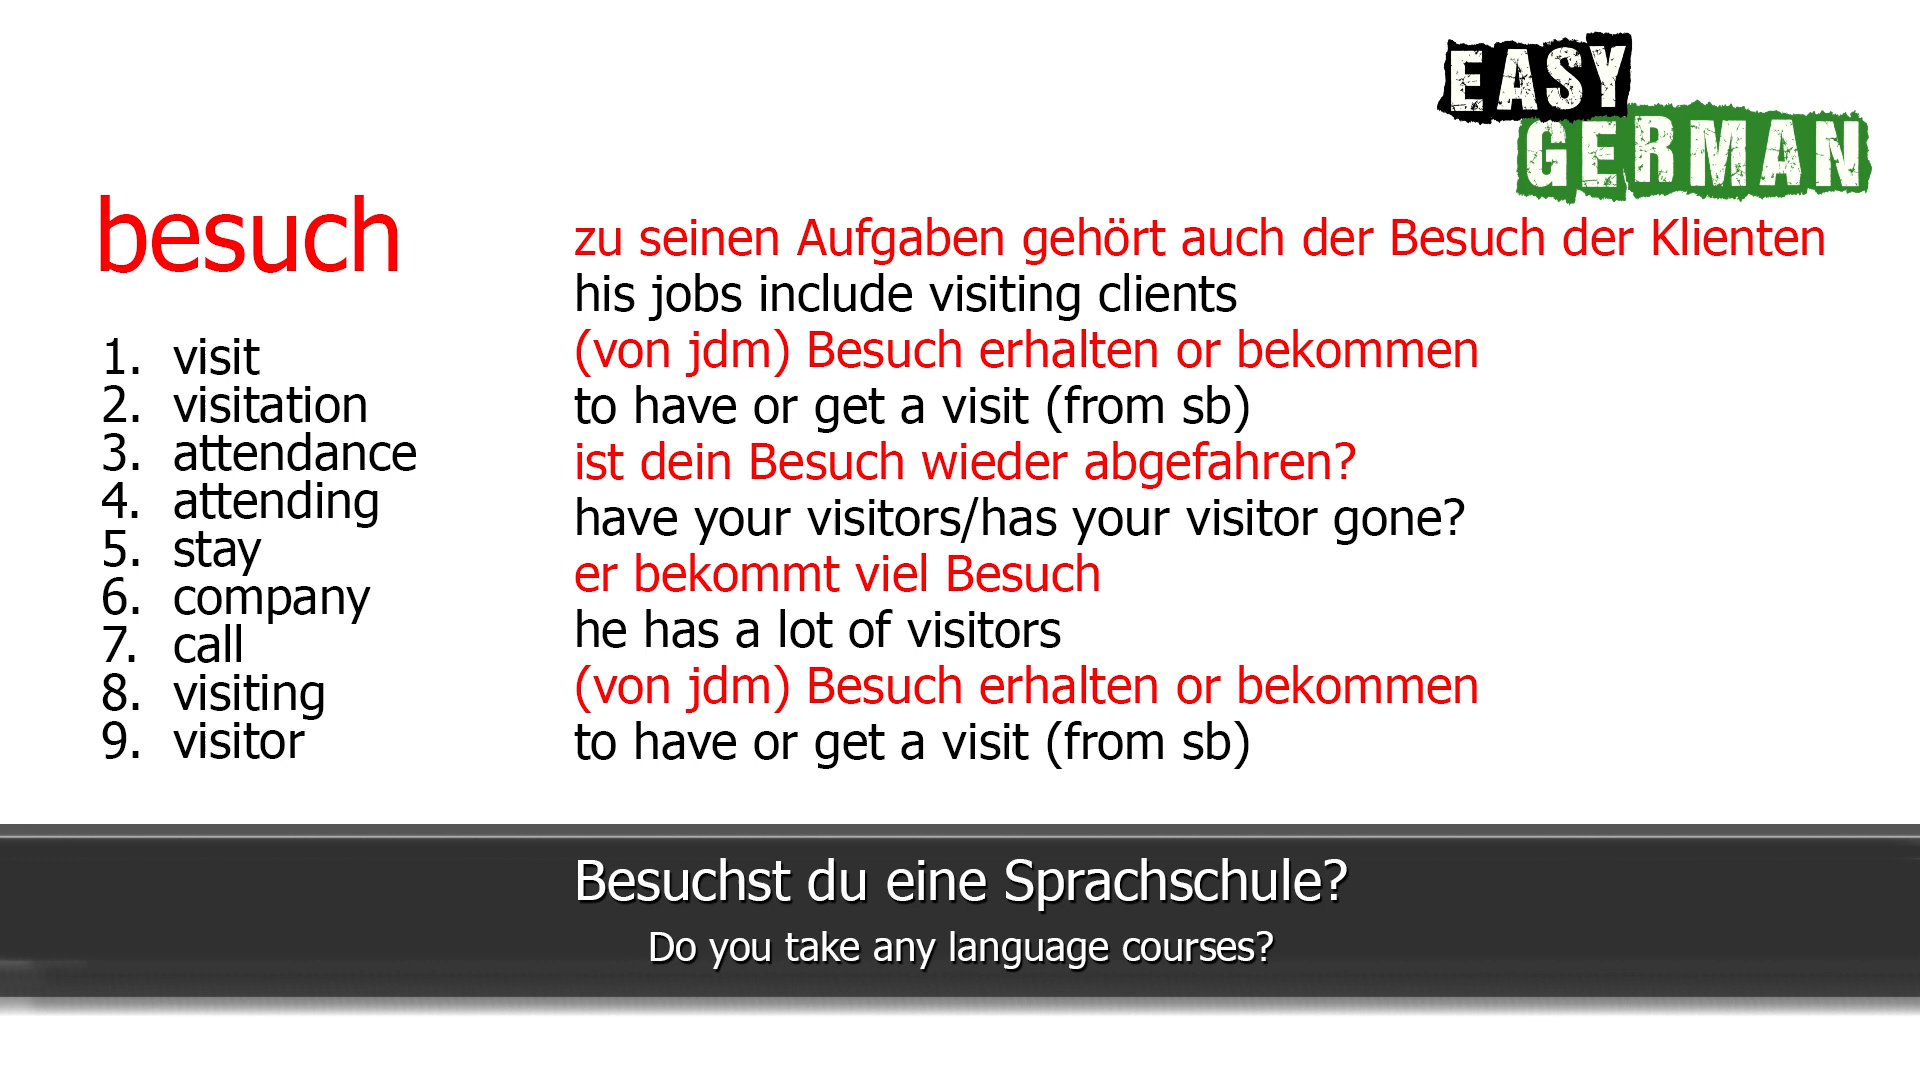 EASY
GERMAN
besuch
1. visit
2. visitation
3. attendance
4. attending
5. stay
6. company
7. call
8. visiting
9. visitor
zu seinen Aufgaben gehört auch der Besuch der Klienten
his jobs include visiting clients
(von jdm) Besuch erhalten or bekommen
to have or get a visit (from sb)
ist dein Besuch wieder abgefahren?
have your visitors/has your visitor gone?
er bekommt viel Besuch
he has a lot of visitors
(von jdm) Besuch erhalten or bekommen
to have or get a visit (from sb)
Besuchst du eine Sprachschule?
Do you take any language courses?